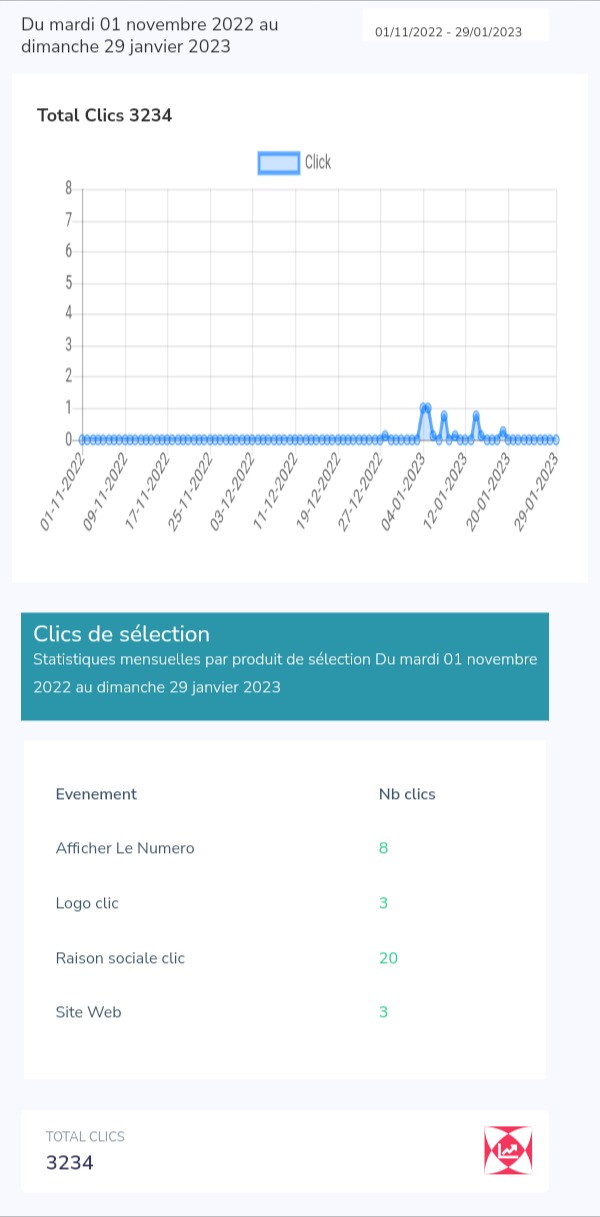 Du mardi 01 novembre 2022 au
dimanche 29 janvier 2023
01/11/2022 - 29/01/2023
Total Clics 3234
Click
8
7
6
5
4
3
2
1
0
01-11-2022
09-11-2022
17-11-2022
25-11-2022
03-12-2022
11-12-2022
19-12-2022
27-12-2022
04-01-2023
12-01-2023
20-01-2023
29-01-2023
Clics de sélection
Statistiques mensuelles par produit de sélection Du mardi 01 novembre
2022 au dimanche 29 janvier 2023
Evenement Nb clics
Afficher Le Numero 8
Logo clic 3
Raison sociale clic 20
Site Web 3
TOTAL CLICS
3234